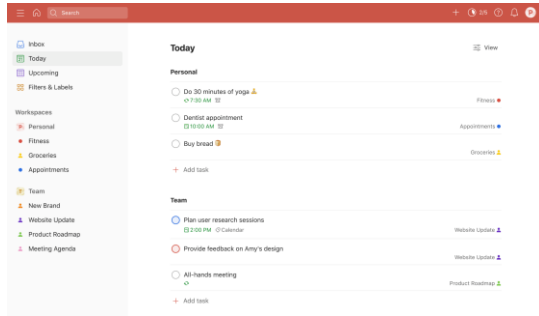 Search
1/5
Inbox
Today
Upcoming
Filters & Labels
Workspaces
Personal
Fitness
Groceries
Appointments
Team
New Brand
Website Update
Product Roadmap
Meeting Agenda
Today
View
Personal
Do 30 minutes of yoga
7:30 AM
Fitness
Dentist appointment
10:00 AM
Appointments
Buy bread
Groceries
+ Add task
Team
Plan user research sessions
2:00 PM Calendar
Website Update
Provide feedback on Amy's design
Website Update
All-hands meeting
Product Roadmap
+ Add task